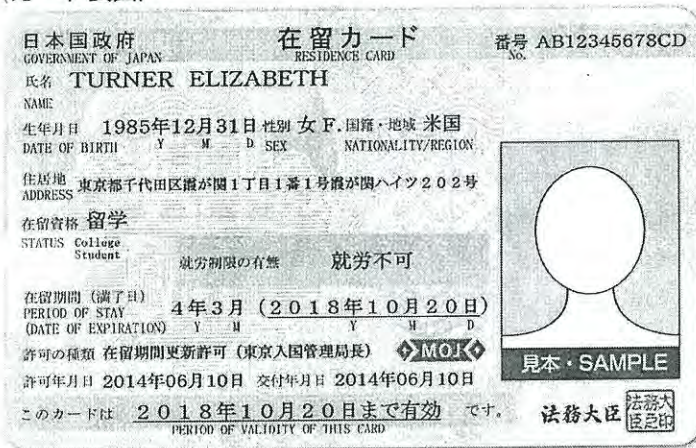 日本国政府 在留カード 番号 AB12345678CD
GOVERNMENT OF JAPAN RESIDENCE CARD No.
氏名 TURNER ELIZABETH
NAME
生年月日 1985年12月31日 性別 女 F. 国籍・地域 米国
DATE OF BIRTH Y M D SEX NATIONALITY/REGION
住居地 東京都千代田区霞が関1丁目1番1号霞が関ハイツ202号
ADDRESS
在留資格 留学
STATUS College
Student
就労制限の有無 就労不可
在留期間(満了日) 4年3月(2018年10月20日)
PERIOD OF STAY
(DATE OF EXPIRATION) Y M Y M D
許可の種類 在留期間更新許可(東京入国管理局長) MOJ
見本・SAMPLE
許可年月日 2014年06月10日 交付年月日 2014年06月10日
このカードは 2018年10月20日まで有効 です。
PERIOD OF VALIDITY OF THIS CARD
法務大臣
法務大臣之印